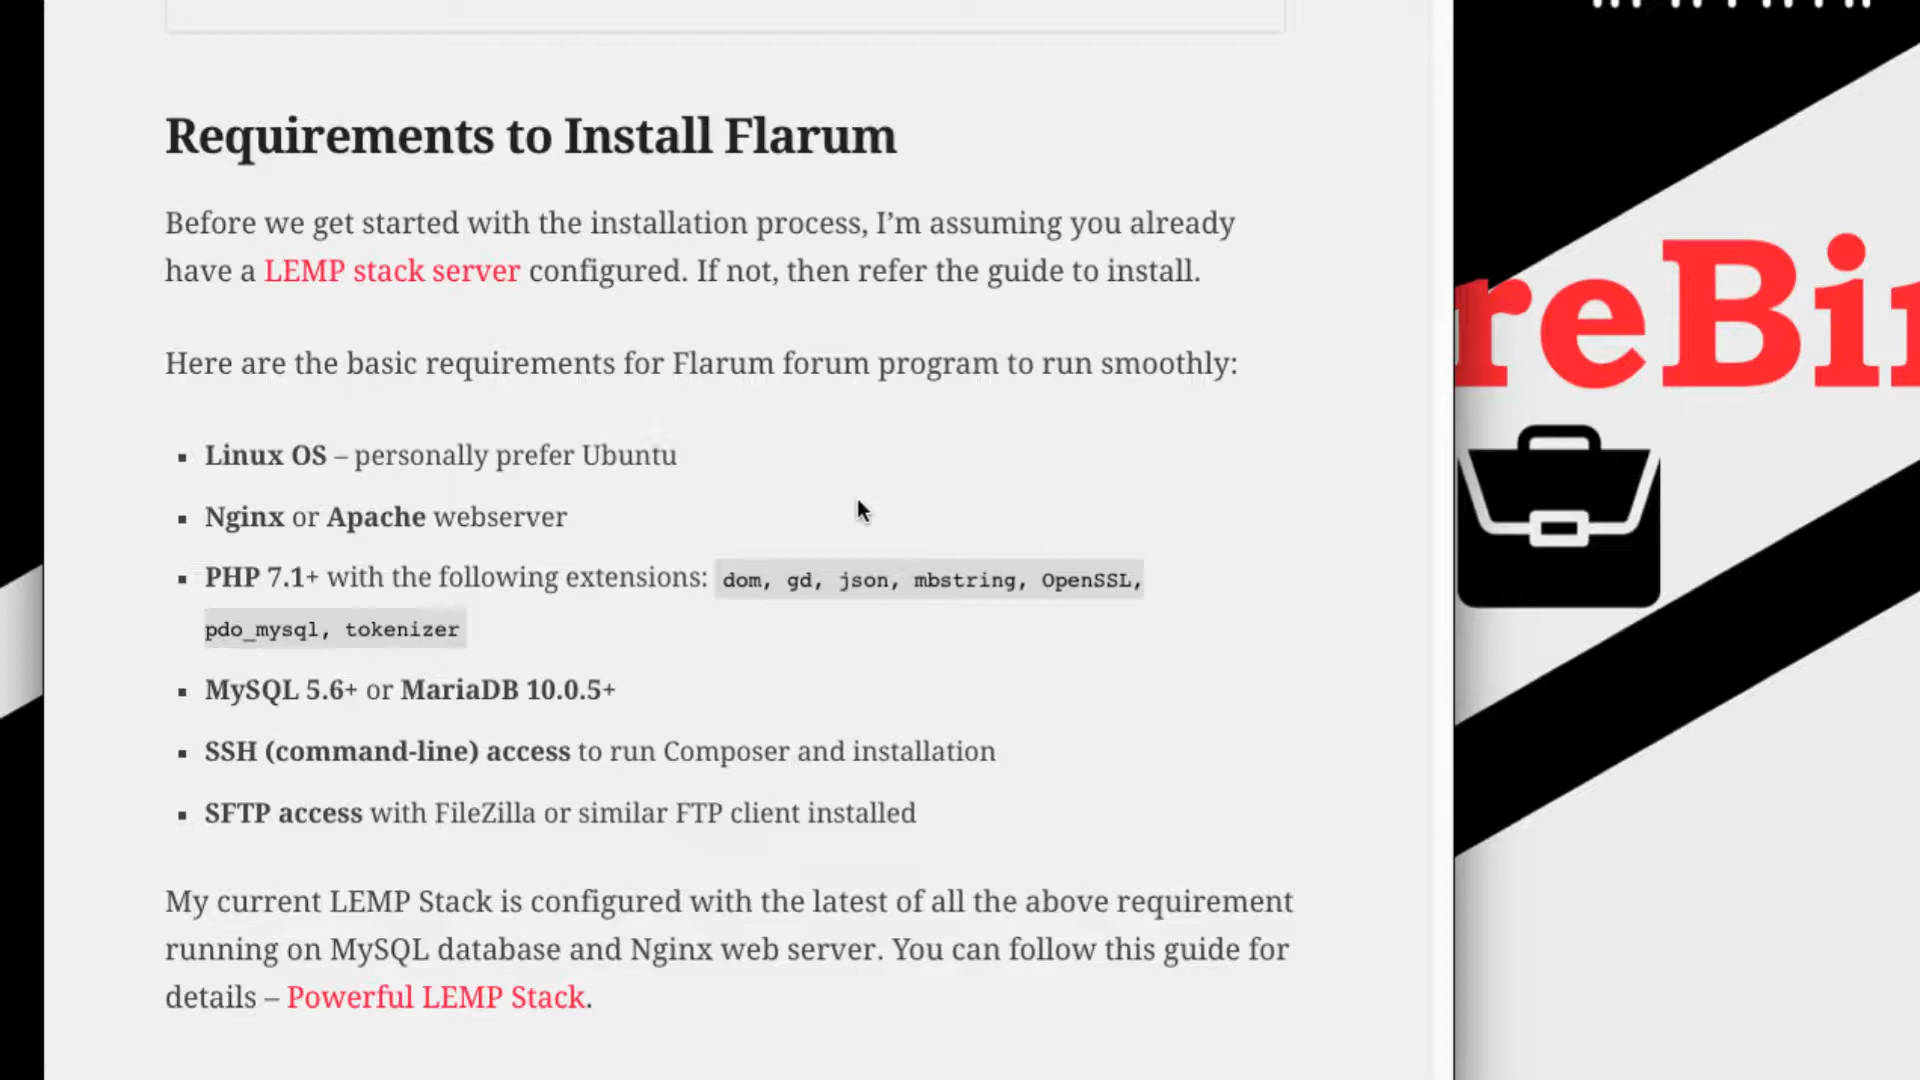 Requirements to Install Flarum
Before we get started with the installation process, I’m assuming you already
have a LEMP stack server configured. If not, then refer the guide to install.
Here are the basic requirements for Flarum forum program to run smoothly:
▪ Linux OS – personally prefer Ubuntu
▪ Nginx or Apache webserver
▪ PHP 7.1+ with the following extensions: dom, gd, json, mbstring, OpenSSL,
pdo_mysql, tokenizer
▪ MySQL 5.6+ or MariaDB 10.0.5+
▪ SSH (command-line) access to run Composer and installation
▪ SFTP access with FileZilla or similar FTP client installed
My current LEMP Stack is configured with the latest of all the above requirement
running on MySQL database and Nginx web server. You can follow this guide for
details – Powerful LEMP Stack.
reBi